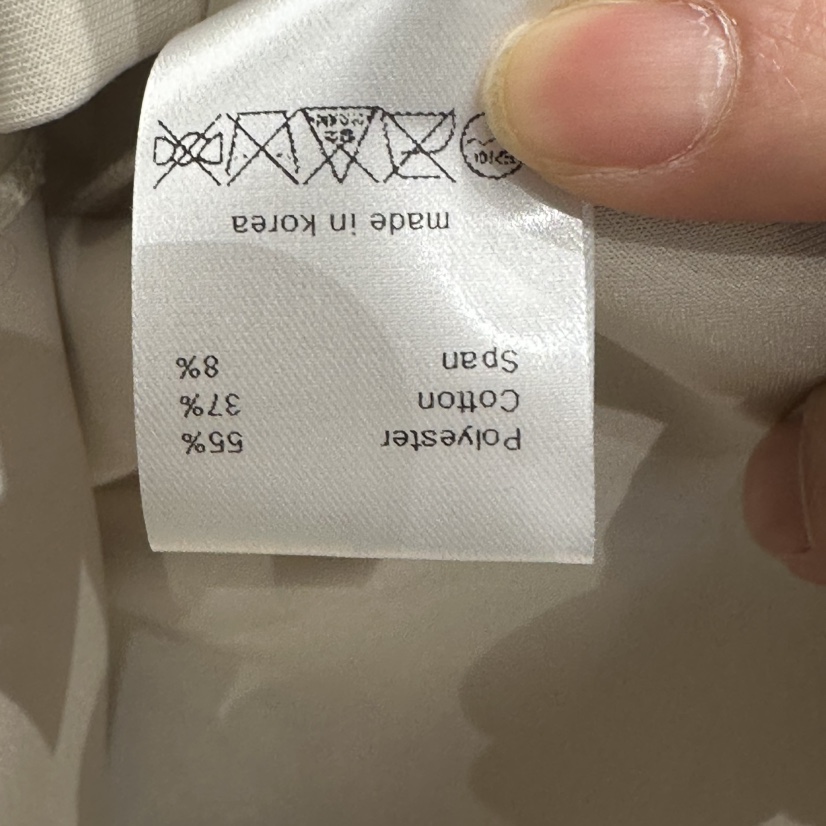 Polyester 55%
Cotton 37%
Span 8%
made in korea